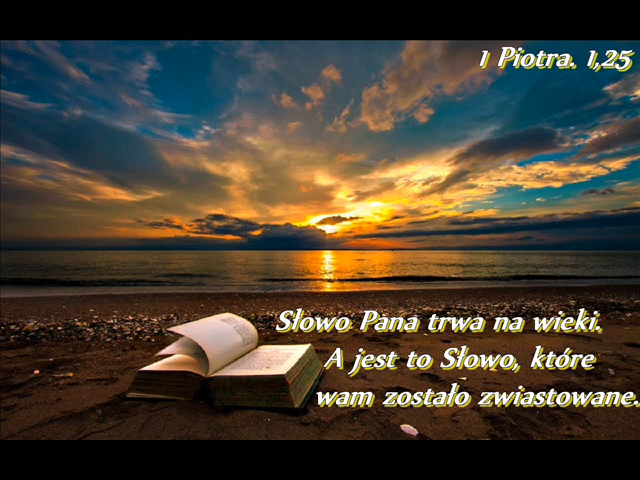 1 Piotra. 1,25
Słowo Pana trwa na wieki.
A jest to Słowo, które
wam zostało zwiastowane.